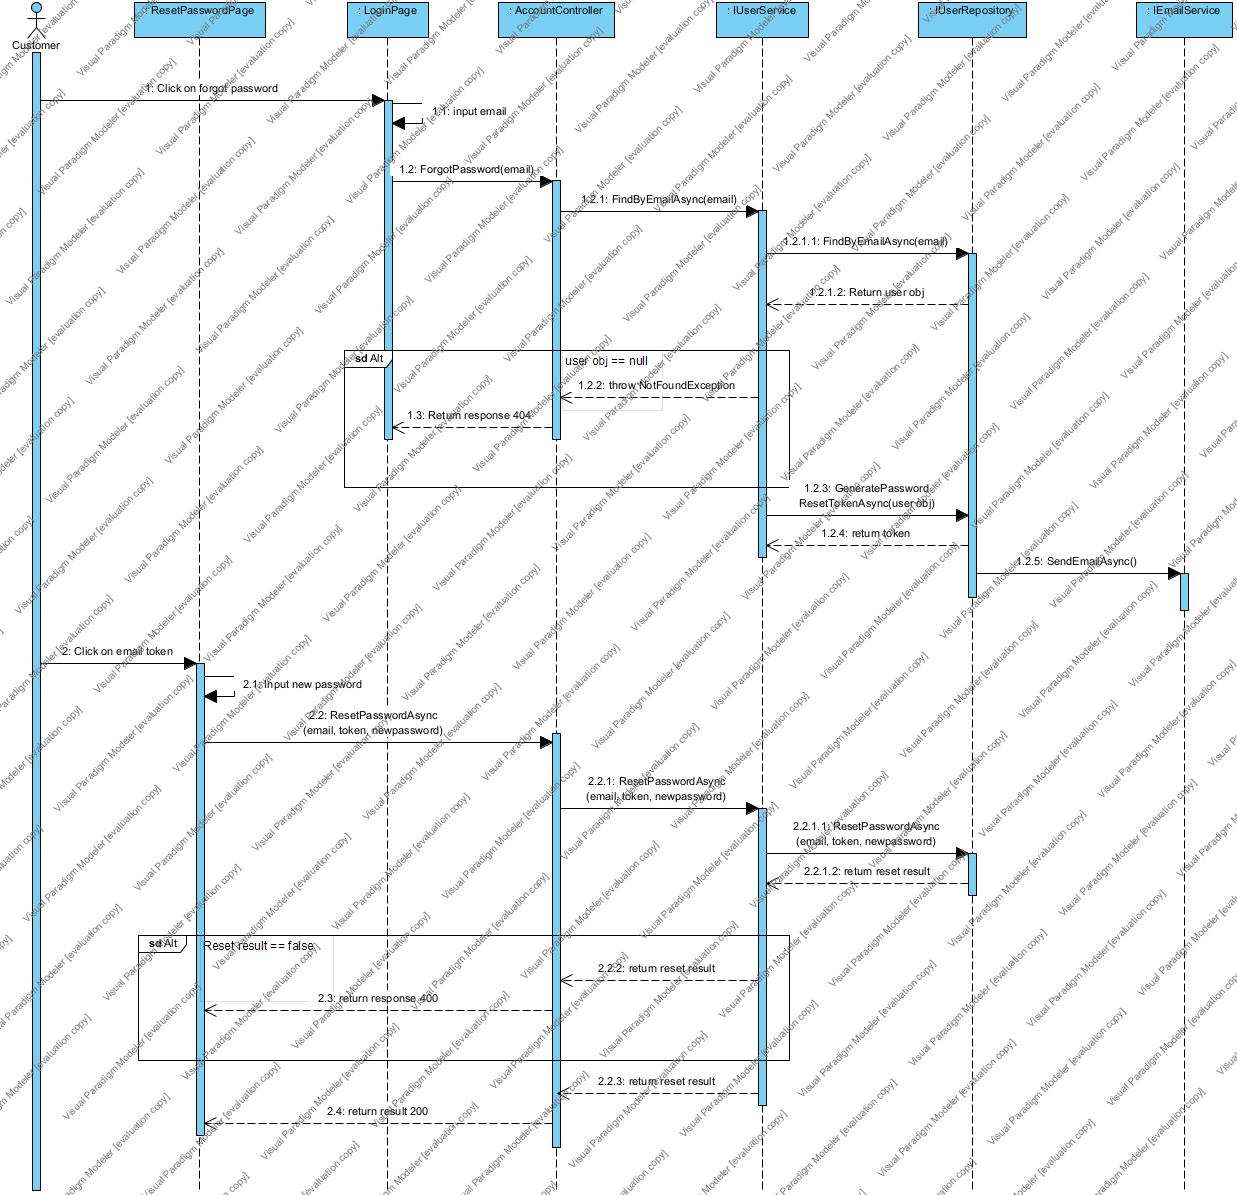 : ResetPasswordPage
: LoginPage
: AccountController
: IUserService
: IUserRepository
: IEmailService
Customer
1: Click on forgot password
1.1: input email
1.2: ForgotPassword(email)
1.2.1: FindByEmailAsync(email)
1.2.1.1: FindByEmailAsync(email)
1.2.1.2: Return user obj
sd Alt
user obj == null
1.2.2: throw NotFoundException
1.3: Return response 404
1.2.3: GeneratePassword
ResetTokenAsync(user obj)
1.2.4: return token
1.2.5: SendEmailAsync()
2: Click on email token
2.1: Input new password
2.2: ResetPasswordAsync
(email, token, newpassword)
2.2.1: ResetPasswordAsync
(email, token, newpassword)
2.2.1.1: ResetPasswordAsync
(email, token, newpassword)
2.2.1.2: return reset result
sd Alt
Reset result == false
2.2.2: return reset result
2.3: return response 400
2.2.3: return reset result
2.4: return result 200
Visual Paradigm Modeler [evaluation copy]